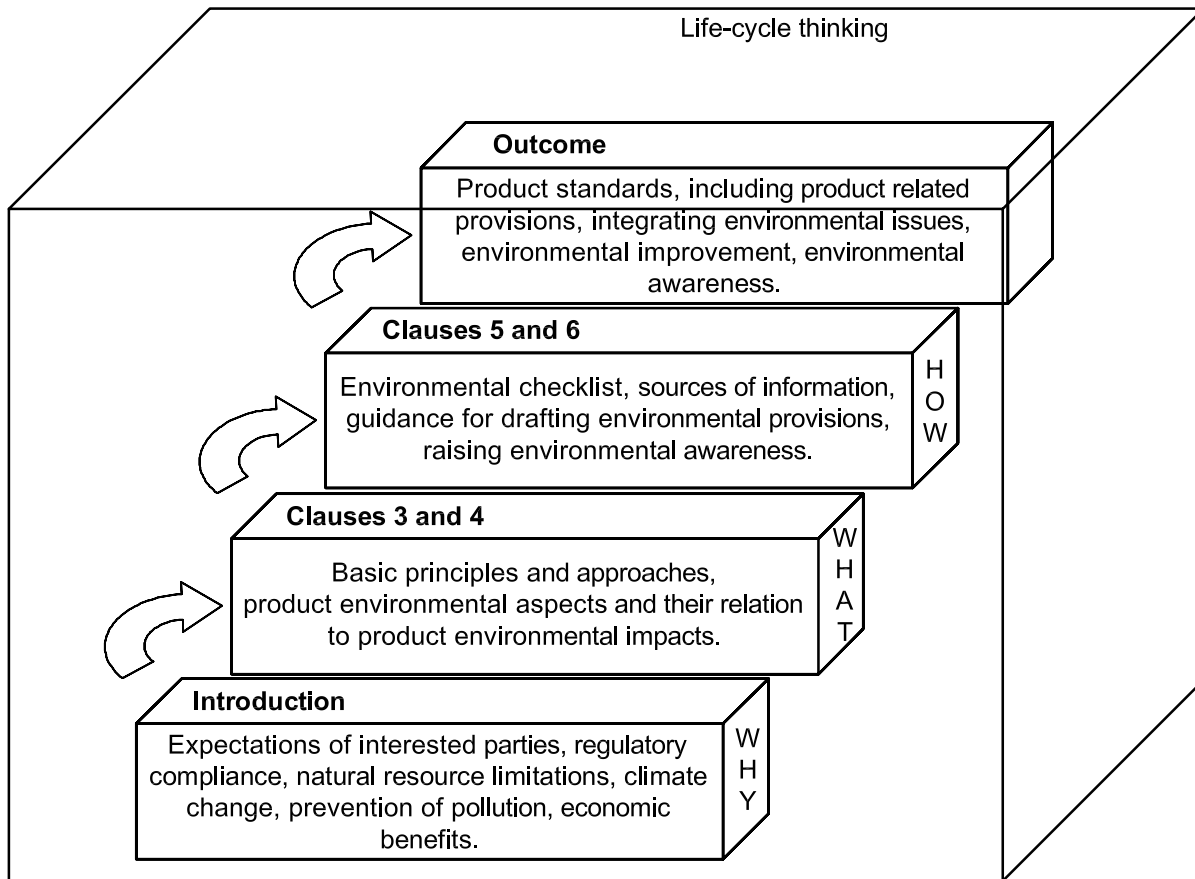 Life-cycle thinking
Outcome
Product standards, including product related
provisions, integrating environmental issues,
environmental improvement, environmental
awareness.
Clauses 5 and 6
Environmental checklist, sources of information,
guidance for drafting environmental provisions,
raising environmental awareness.
HOW
Clauses 3 and 4
Basic principles and approaches,
product environmental aspects and their relation
to product environmental impacts.
WHAT
Introduction
Expectations of interested parties, regulatory
compliance, natural resource limitations, climate
change, prevention of pollution, economic
benefits.
WHY